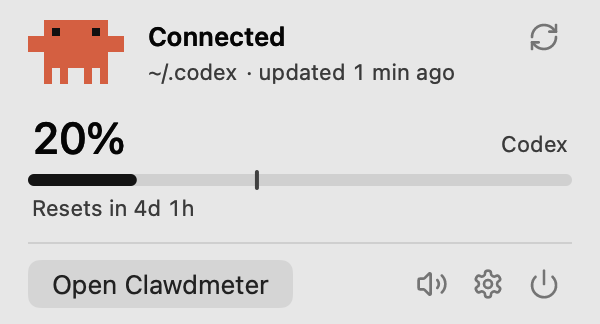 Connected
~/.codex · updated 1 min ago
20%
Codex
Resets in 4d 1h
Open Clawdmeter